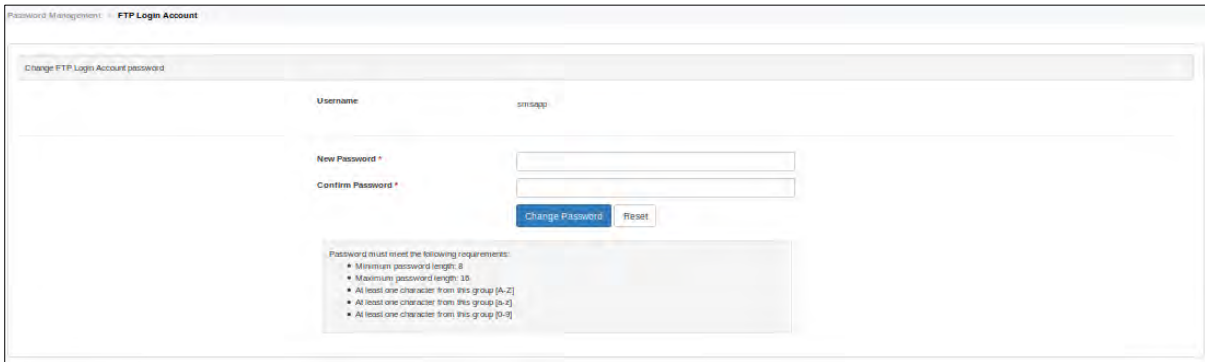 Password Management > FTP Login Account
Change FTP Login Account password
Username smsapp
New Password *
Confirm Password *
Change Password Reset
Password must meet the following requirements:
• Minimum password length: 8
• Maximum password length: 16
• At least one character from this group [A-Z]
• At least one character from this group [a-z]
• At least one character from this group [0-9]